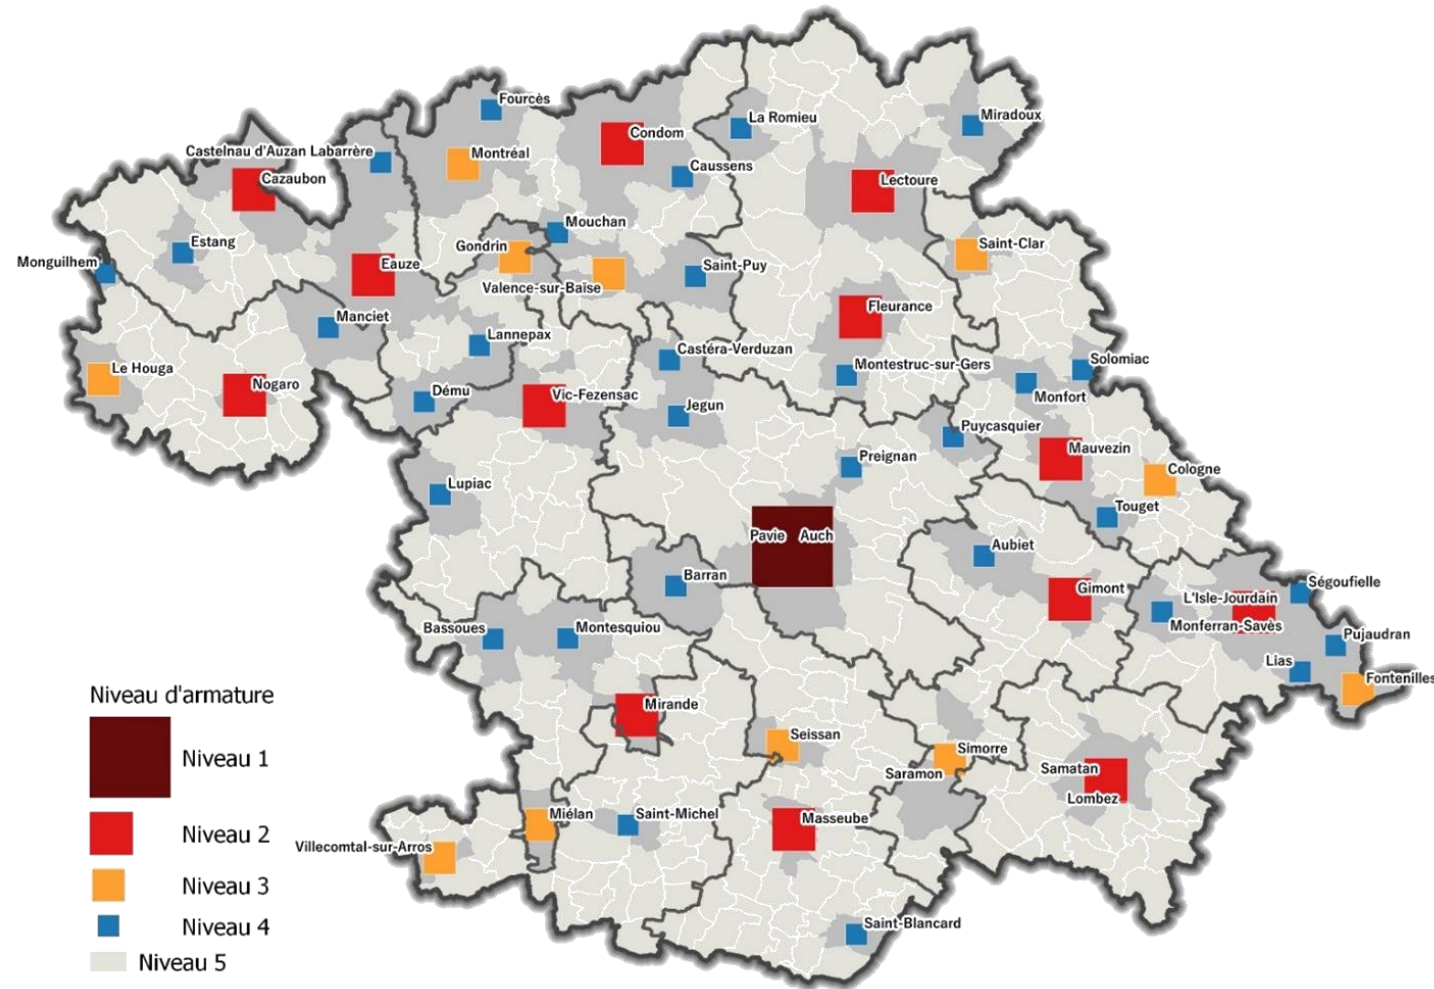 Fourcès
Miradoux
La Romieu
Condom
Castelnau d'Auzan Labarrère
Montréal
Caussens
Cazaubon
Lectoure
Mouchan
Estang
Gondrin
Saint-Clar
Monguilhem
Eauze
Saint-Puy
Valence-sur-Baïse
Fleurance
Manciet
Lannepax
Castéra-Verduzan
Solomiac
Le Houga
Montestruc-sur-Gers
Nogaro
Dému
Vic-Fezensac
Monfort
Jegun
Puycasquier
Mauvezin
Preignan
Cologne
Lupiac
Touget
Pavie Auch
Aubiet
Barran
Ségoufielle
Gimont
L'Isle-Jourdain
Bassoues
Montesquiou
Monferran-Savès
Pujaudran
Lias
Fontenilles
Niveau d'armature
Mirande
Seissan
Simorre
Niveau 1
Samatan
Saramon
Lombez
Miélan
Saint-Michel
Masseube
Niveau 2
Villecomtal-sur-Arros
Niveau 3
Niveau 4
Saint-Blancard
Niveau 5